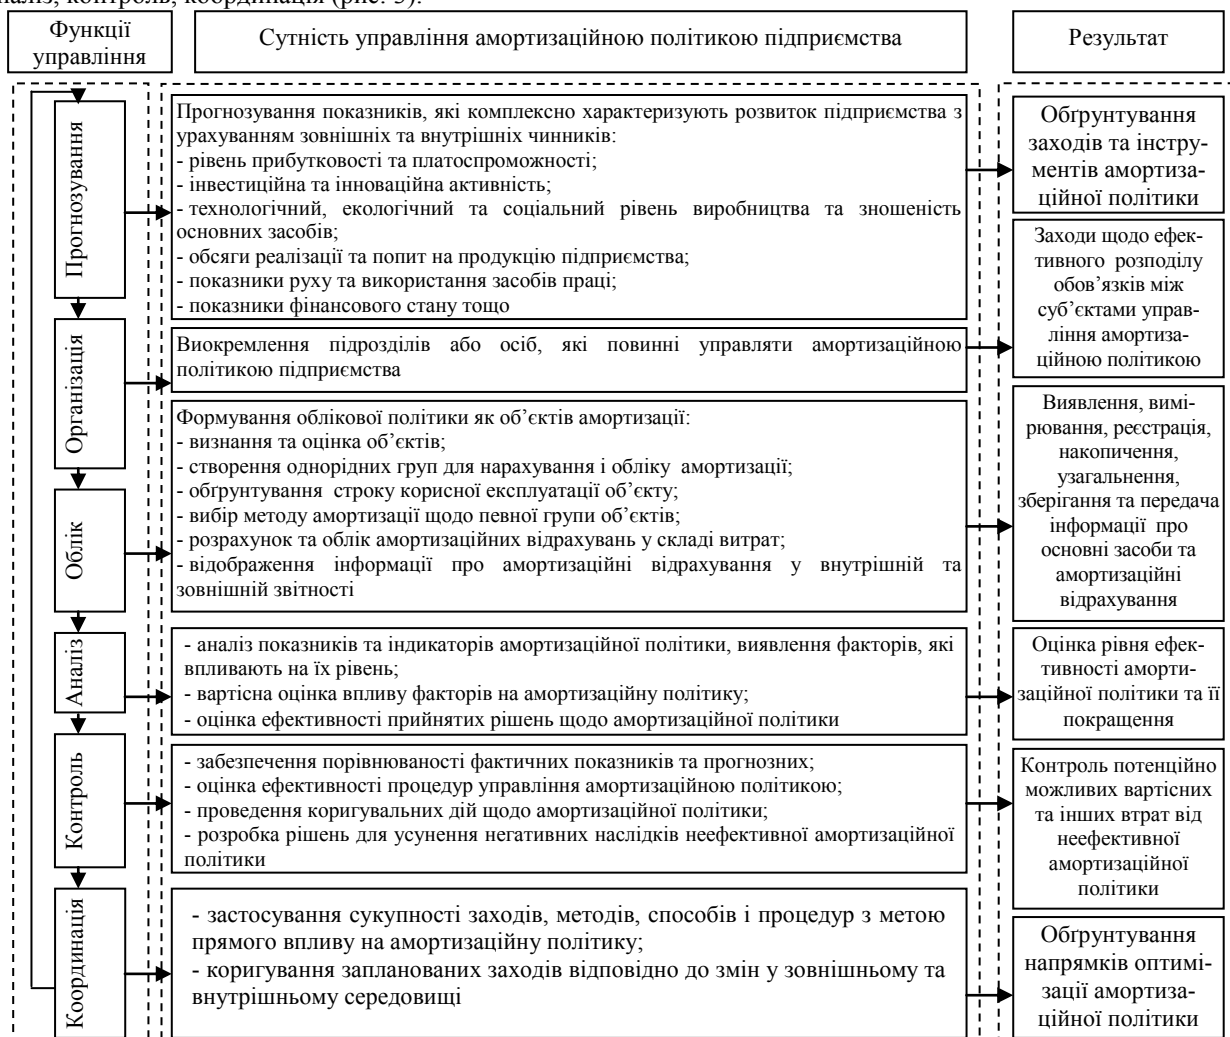 наліз, контроль, координація (рис. 3).
Функції
управління
Сутність управління амортизаційною політикою підприємства
Результат
Прогнозування
Прогнозування показників, які комплексно характеризують розвиток підприємства з
урахуванням зовнішніх та внутрішніх чинників:
- рівень прибутковості та платоспроможності;
- інвестиційна та інноваційна активність;
- технологічний, екологічний та соціальний рівень виробництва та зношеність
основних засобів;
- обсяги реалізації та попит на продукцію підприємства;
- показники руху та використання засобів праці;
- показники фінансового стану тощо
Обґрунтування
заходів та інстру-
ментів амортиза-
ційної політики
Організація
Виокремлення підрозділів або осіб, які повинні управляти амортизаційною
політикою підприємства
Заходи щодо ефек-
тивного розподілу
обов’язків між
суб’єктами управ-
ління амортиза-
ційною політикою
Облік
Формування облікової політики як об’єктів амортизації:
- визнання та оцінка об’єктів;
- створення однорідних груп для нарахування і обліку амортизації;
- обґрунтування строку корисної експлуатації об’єкту;
- вибір методу амортизації щодо певної групи об’єктів;
- розрахунок та облік амортизаційних відрахувань у складі витрат;
- відображення інформації про амортизаційні відрахування у внутрішній та
зовнішній звітності
Виявлення, вимі-
рювання, реєстрація,
накопичення,
узагальнення,
зберігання та передача
інформації про
основні засоби та
амортизаційні
відрахування
Аналіз
- аналіз показників та індикаторів амортизаційної політики, виявлення факторів, які
впливають на їх рівень;
- вартісна оцінка впливу факторів на амортизаційну політику;
- оцінка ефективності прийнятих рішень щодо амортизаційної політики
Оцінка рівня ефек-
тивності аморти-
заційної політики та її
покращення
Контроль
- забезпечення порівнюваності фактичних показників та прогнозних;
- оцінка ефективності процедур управління амортизаційною політикою;
- проведення коригувальних дій щодо амортизаційної політики;
- розробка рішень для усунення негативних наслідків неефективної амортизаційної
політики
Контроль потенційно
можливих вартісних
та інших втрат від
неефективної
амортизаційної
політики
Координація
- застосування сукупності заходів, методів, способів і процедур з метою
прямого впливу на амортизаційну політику;
- коригування запланованих заходів відповідно до змін у зовнішньому та
внутрішньому середовищі
Обґрунтування
напрямків оптимі-
зації амортиза-
ційної політики